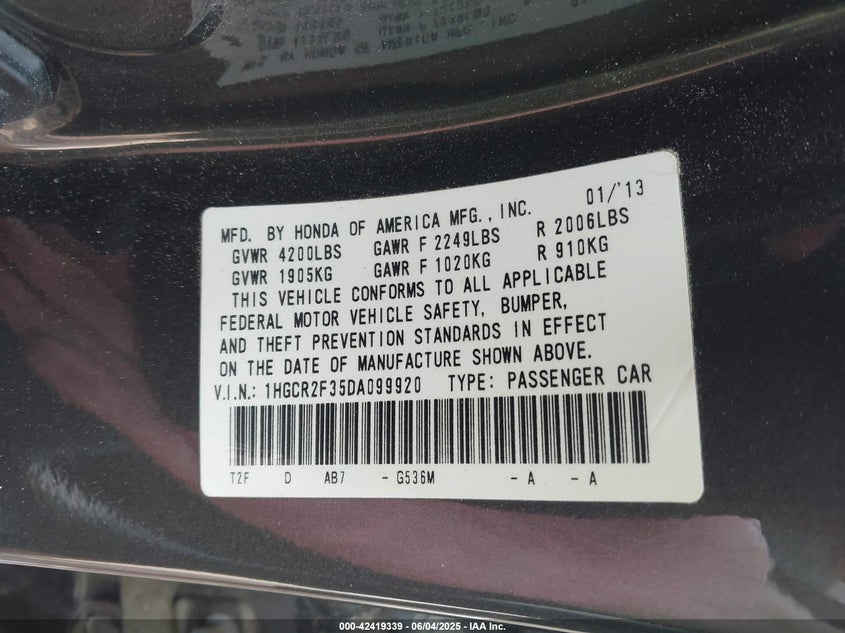 MFD. BY HONDA OF AMERICA MFG., INC. 01/'13
GVWR 4200LBS GAWR F 2249LBS R 2006LBS
GVWR 1905KG GAWR F 1020KG R 910KG
THIS VEHICLE CONFORMS TO ALL APPLICABLE
FEDERAL MOTOR VEHICLE SAFETY, BUMPER,
AND THEFT PREVENTION STANDARDS IN EFFECT
ON THE DATE OF MANUFACTURE SHOWN ABOVE.
V.I.N.: 1HGCR2F35DA099920 TYPE: PASSENGER CAR
T2F D AB7 - G536M - A - A
000-42419339 | 06/04/2025 - IAA Inc.